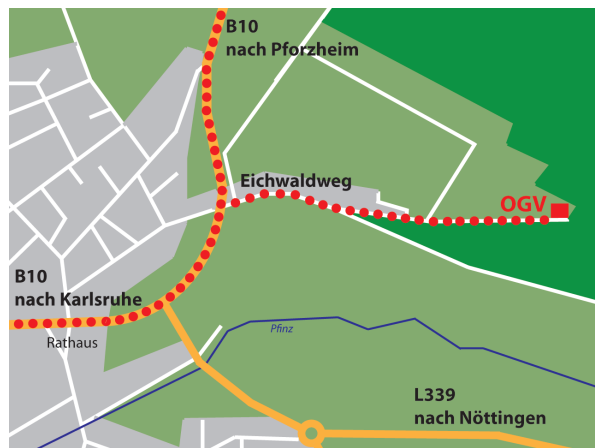 B10
nach Pforzheim
Eichwaldweg
OGV
B10
nach Karlsruhe
Rathaus
Pfinz
L339
nach Nöttingen